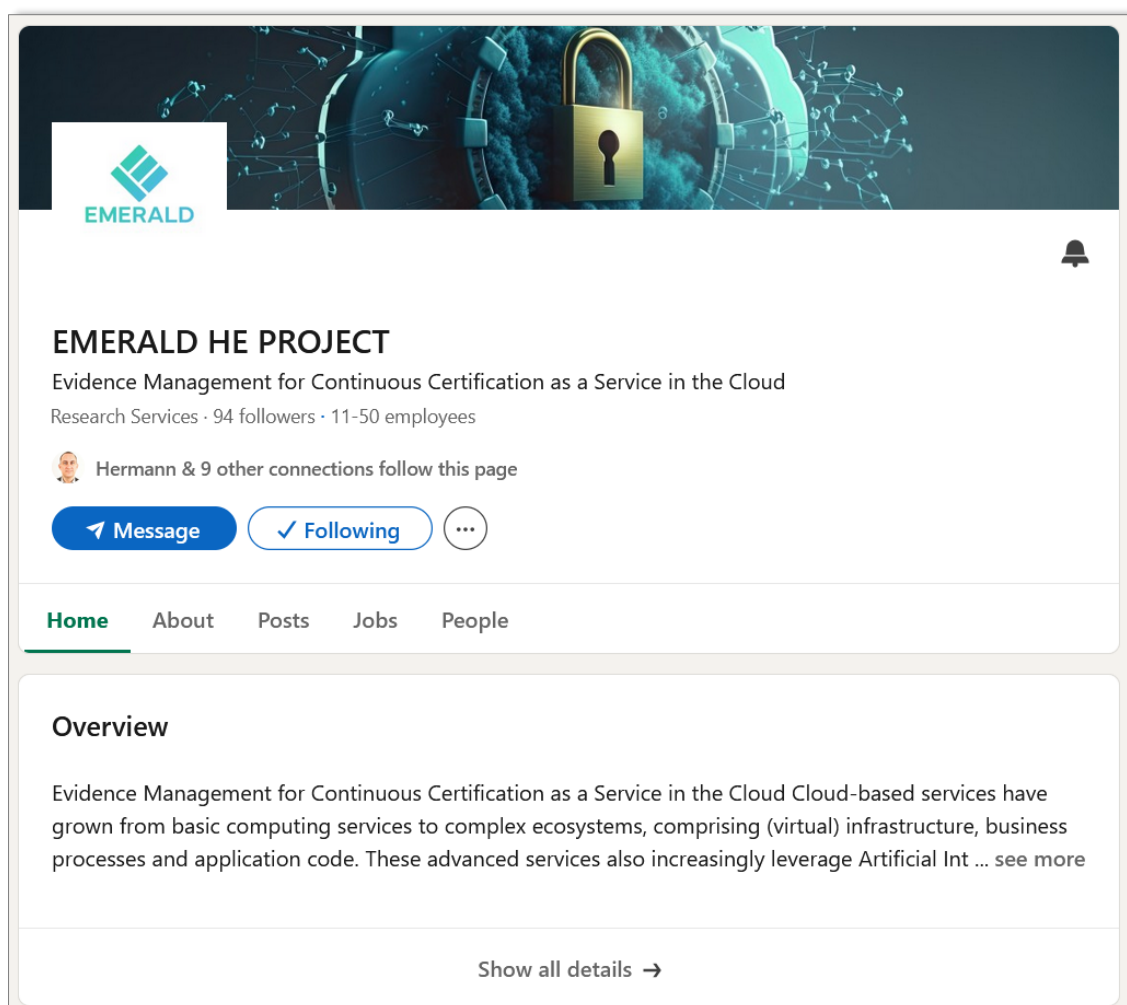 EMERALD
EMERALD HE PROJECT
Evidence Management for Continuous Certification as a Service in the Cloud
Research Services · 94 followers · 11-50 employees
Hermann & 9 other connections follow this page
Message
Following
Home About Posts Jobs People
Overview
Evidence Management for Continuous Certification as a Service in the Cloud Cloud-based services have
grown from basic computing services to complex ecosystems, comprising (virtual) infrastructure, business
processes and application code. These advanced services also increasingly leverage Artificial Int ... see more
Show all details →